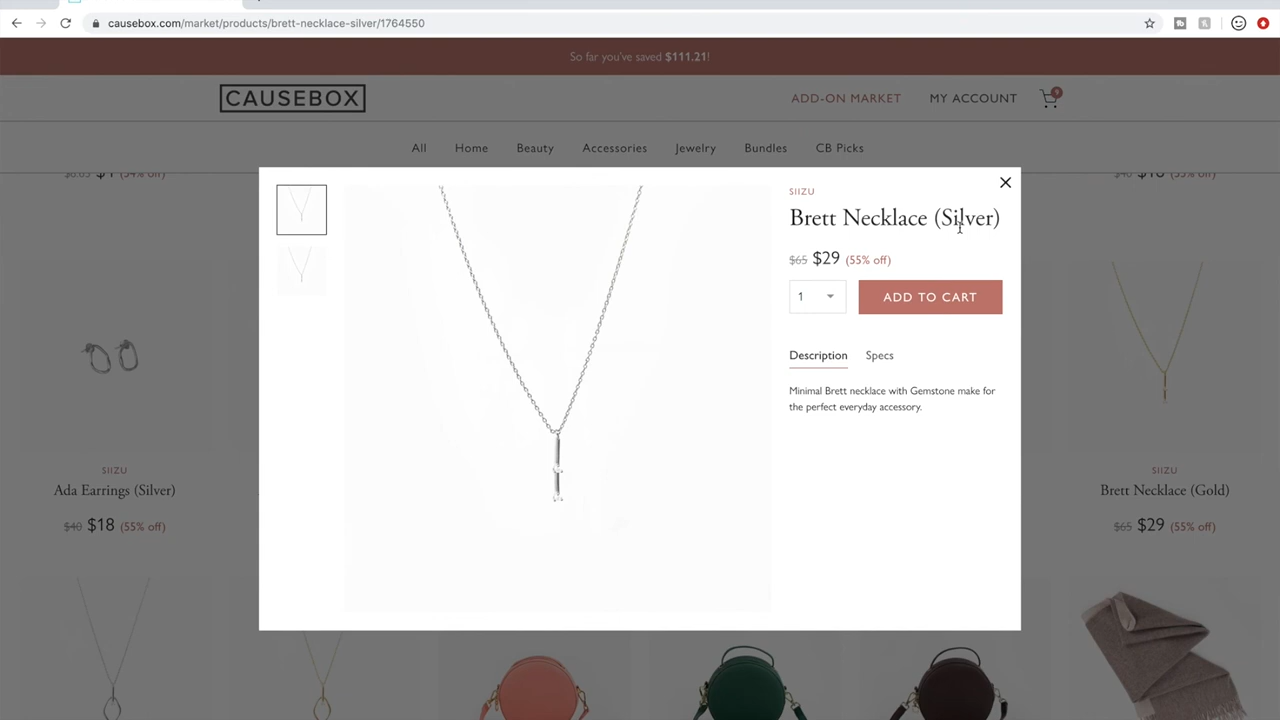 causebox.com/market/products/brett-necklace-silver/1764550
So far you've saved $111.21!
CAUSEBOX
ADD-ON MARKET
MY ACCOUNT
9
All
Home
Beauty
Accessories
Jewelry
Bundles
CB Picks
SIIZU
Brett Necklace (Silver)
$65 $29 (55% off)
1
ADD TO CART
Description
Specs
Minimal Brett necklace with Gemstone make for
the perfect everyday accessory.
SIIZU
Ada Earrings (Silver)
$40 $18 (55% off)
SIIZU
Brett Necklace (Gold)
$65 $29 (55% off)